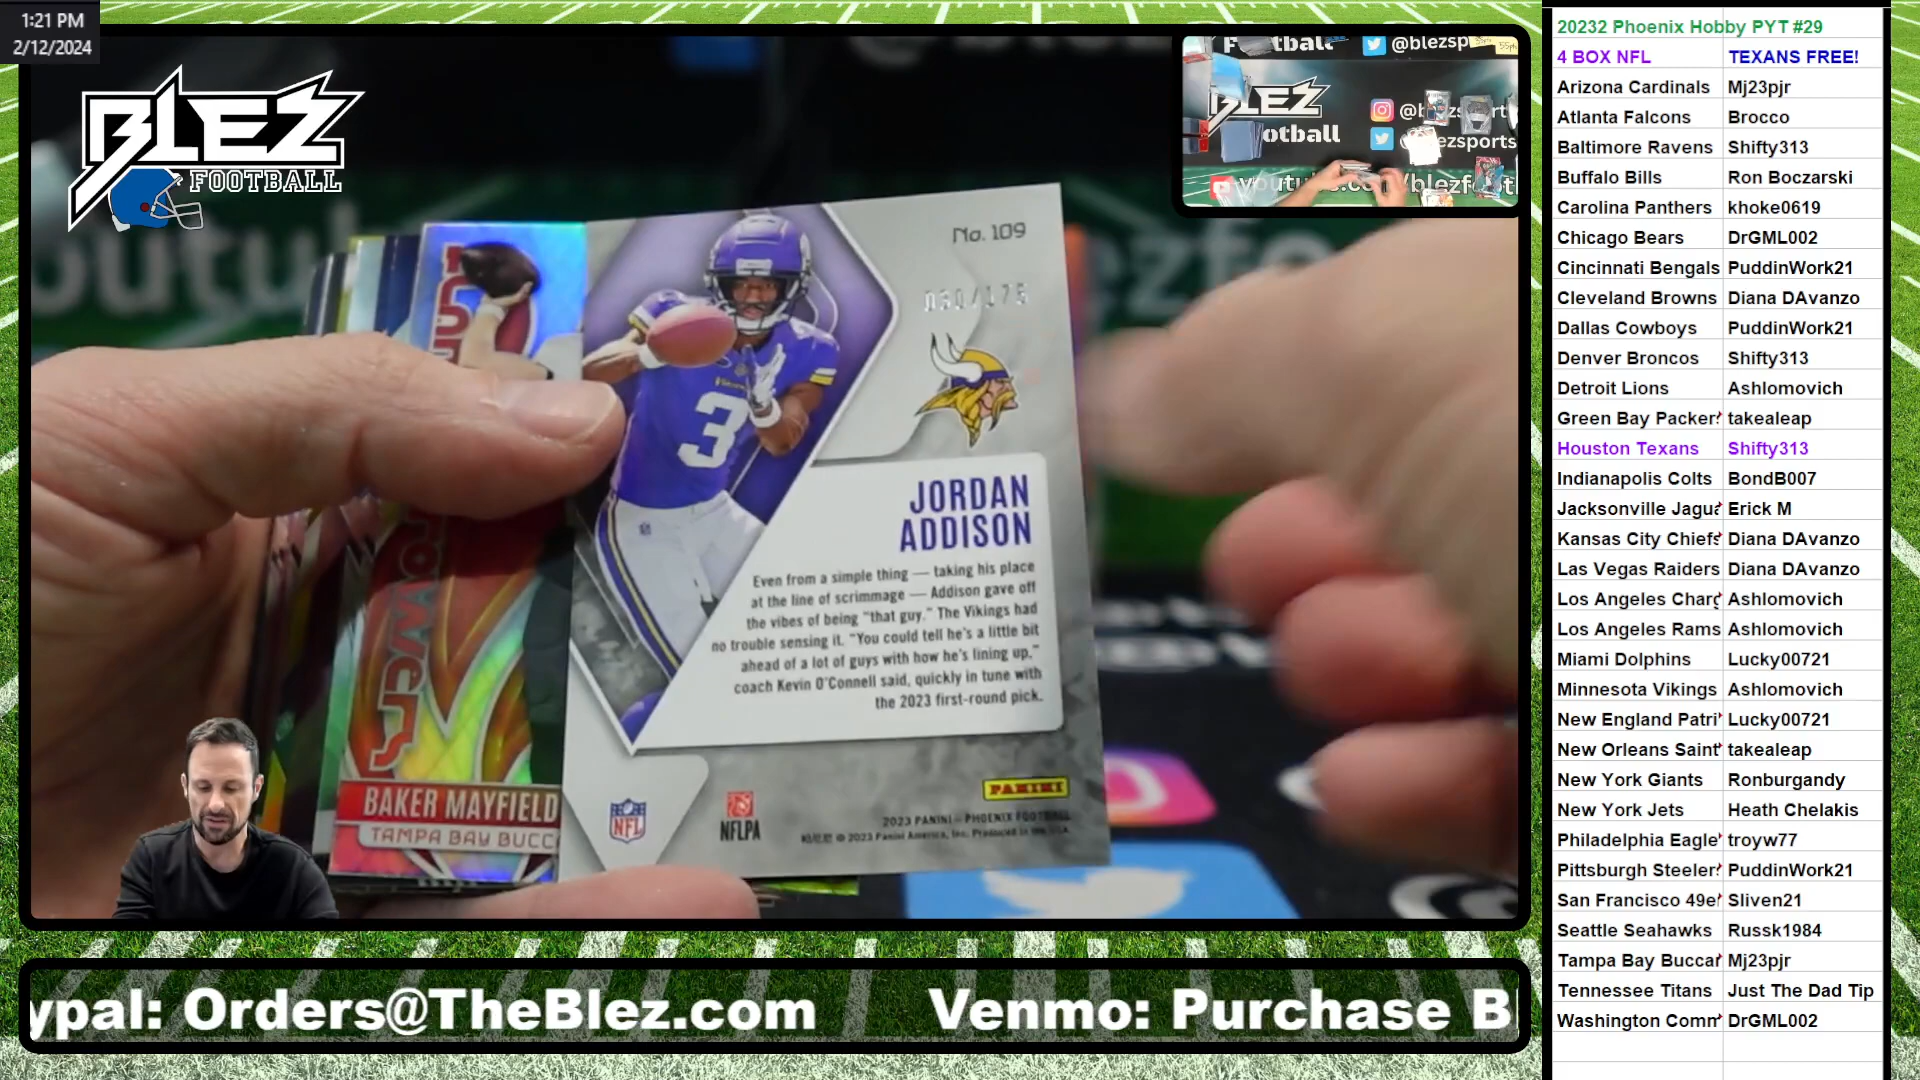 1:21 PM
2/12/2024
BLEZ
FOOTBALL
Football
@blezsp
BLEZ
otball
youtu
/blezf
No. 109
030/175
3
JORDAN
ADDISON
Even from a simple thing — taking his place
at the line of scrimmage — Addison gave off
the vibes of being "that guy." The Vikings had
no trouble sensing it. "You could tell he's a little bit
ahead of a lot of guys with how he's lining up,"
coach Kevin O'Connell said, quickly in tune with
the 2023 first-round pick.
PANINI
NFL
NFLPA
2023 PANINI – PHOENIX FOOTBALL
© 2023 Panini America, Inc. Produced in the USA
BAKER MAYFIELD
TAMPA BAY BUCC
ypal: Orders@TheBlez.com Venmo: Purchase B
20232 Phoenix Hobby PYT #29
4 BOX NFL TEXANS FREE!
Arizona Cardinals Mj23pjr
Atlanta Falcons Brocco
Baltimore Ravens Shifty313
Buffalo Bills Ron Boczarski
Carolina Panthers khoke0619
Chicago Bears DrGML002
Cincinnati Bengals PuddinWork21
Cleveland Browns Diana DAvanzo
Dallas Cowboys PuddinWork21
Denver Broncos Shifty313
Detroit Lions Ashlomovich
Green Bay Packer takealeap
Houston Texans Shifty313
Indianapolis Colts BondB007
Jacksonville Jagua Erick M
Kansas City Chiefs Diana DAvanzo
Las Vegas Raiders Diana DAvanzo
Los Angeles Charg Ashlomovich
Los Angeles Rams Ashlomovich
Miami Dolphins Lucky00721
Minnesota Vikings Ashlomovich
New England Patri Lucky00721
New Orleans Saint takealeap
New York Giants Ronburgandy
New York Jets Heath Chelakis
Philadelphia Eagle troyw77
Pittsburgh Steeler PuddinWork21
San Francisco 49e Sliven21
Seattle Seahawks Russk1984
Tampa Bay Buccar Mj23pjr
Tennessee Titans Just The Dad Tip
Washington Comm DrGML002